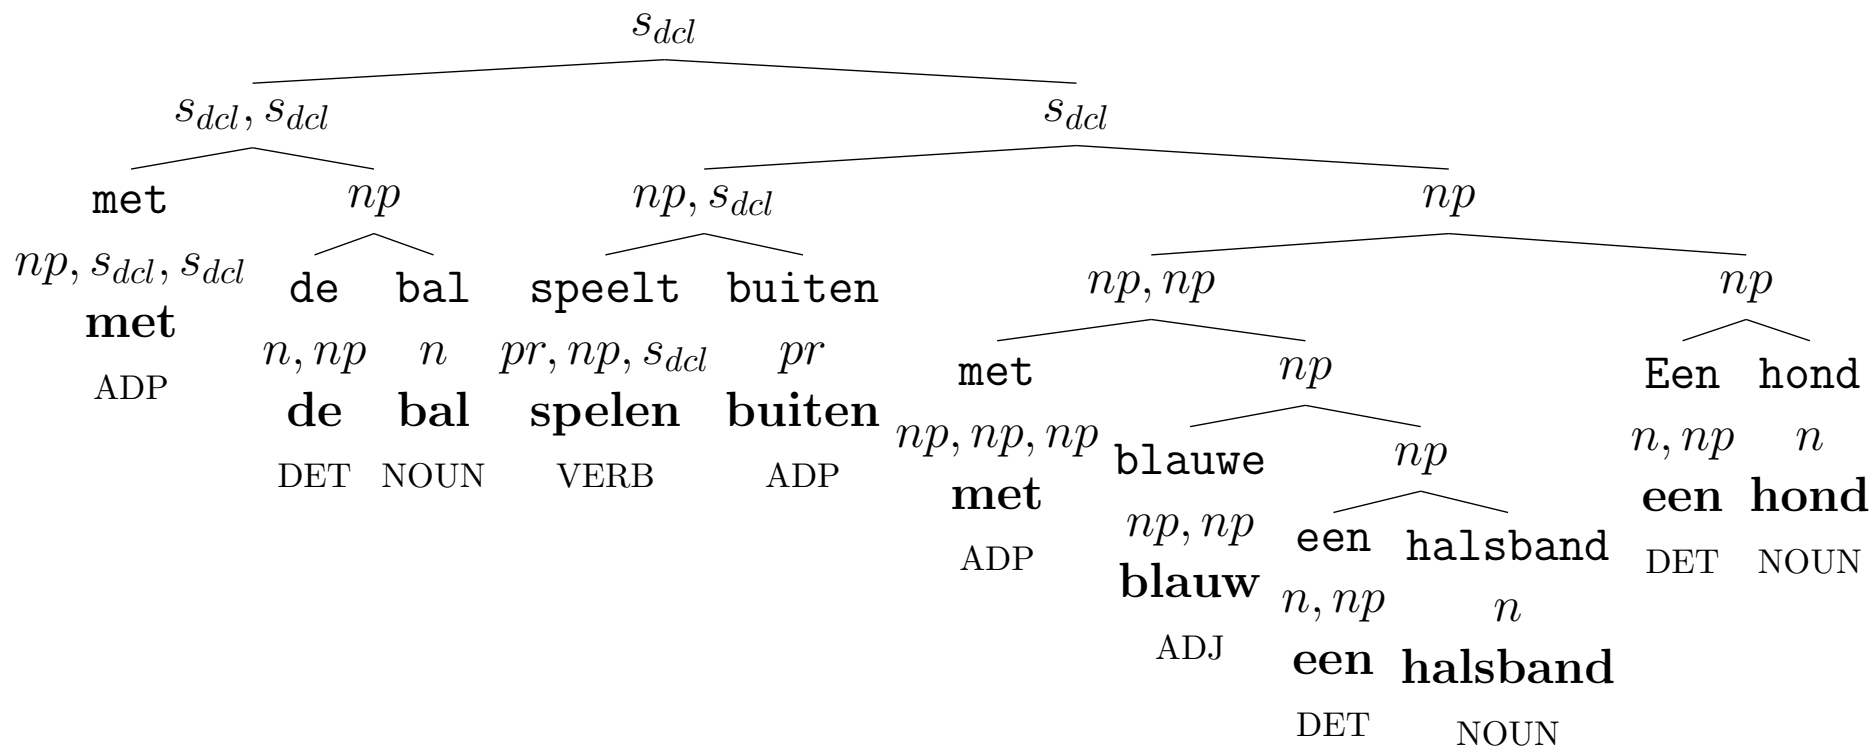 s_dcl
s_dcl, s_dcl
s_dcl
met
np
np, s_dcl
np
np, s_dcl, s_dcl
met
ADP
de
bal
speelt
buiten
np, np
np
n, np
n
pr, np, s_dcl
pr
de
bal
spelen
buiten
DET
NOUN
VERB
ADP
met
np
Een
hond
np, np, np
met
ADP
n, np
n
een
hond
DET
NOUN
blauwe
np
np, np
blauw
ADJ
een
halsband
n, np
n
een
halsband
DET
NOUN